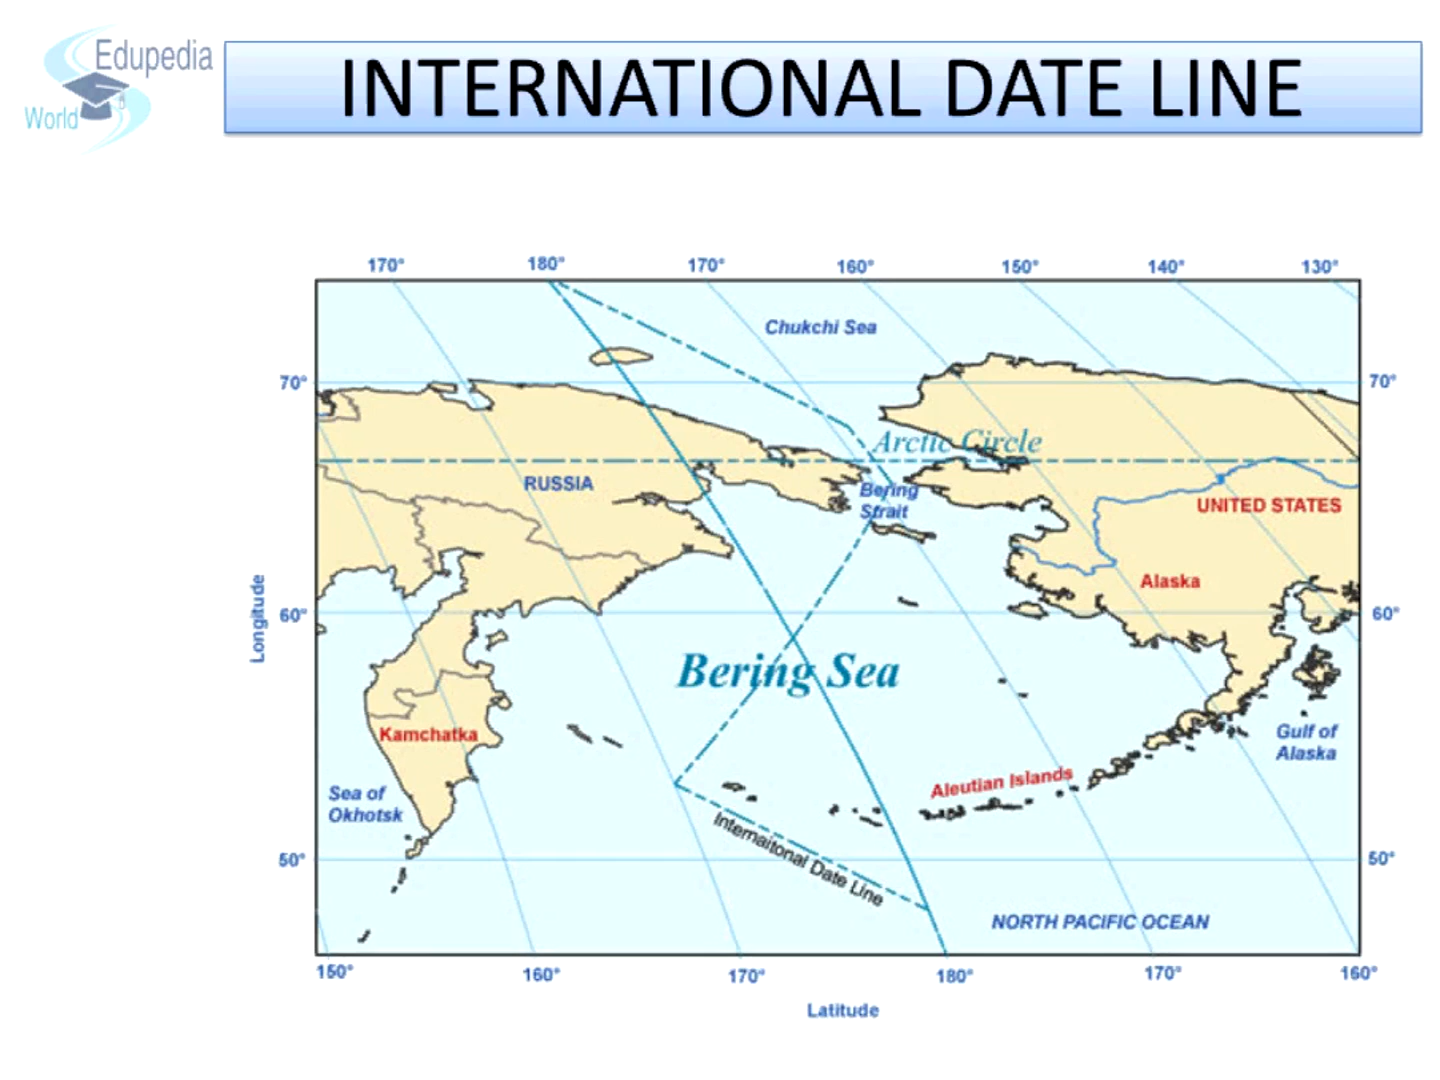 Edupedia
World
INTERNATIONAL DATE LINE
170° 180° 170° 160° 150° 140° 130°
Chukchi Sea
70° 70°
Arctic Circle
RUSSIA
Bering
Strait
UNITED STATES
Alaska
Longitude
60° 60°
Bering Sea
Kamchatka
Gulf of
Alaska
Aleutian Islands
Sea of
Okhotsk
Internaitonal Date Line
50° 50°
NORTH PACIFIC OCEAN
150° 160° 170° 180° 170° 160°
Latitude